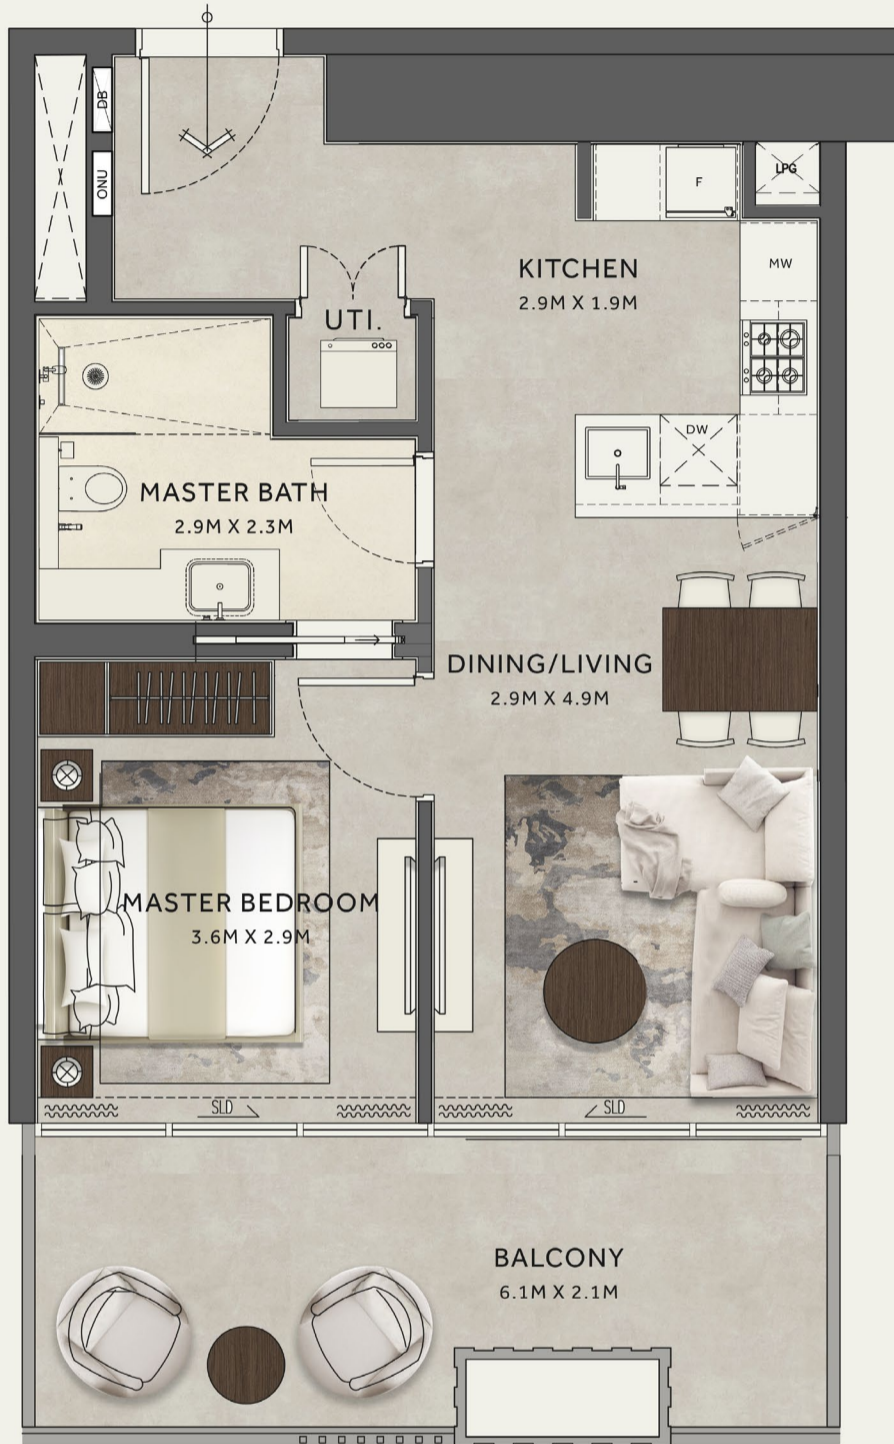 DB
ONU
F
LPG
MW
KITCHEN
2.9M X 1.9M
UTI.
DW
MASTER BATH
2.9M X 2.3M
DINING/LIVING
2.9M X 4.9M
MASTER BEDROOM
3.6M X 2.9M
SLD
SLD
BALCONY
6.1M X 2.1M